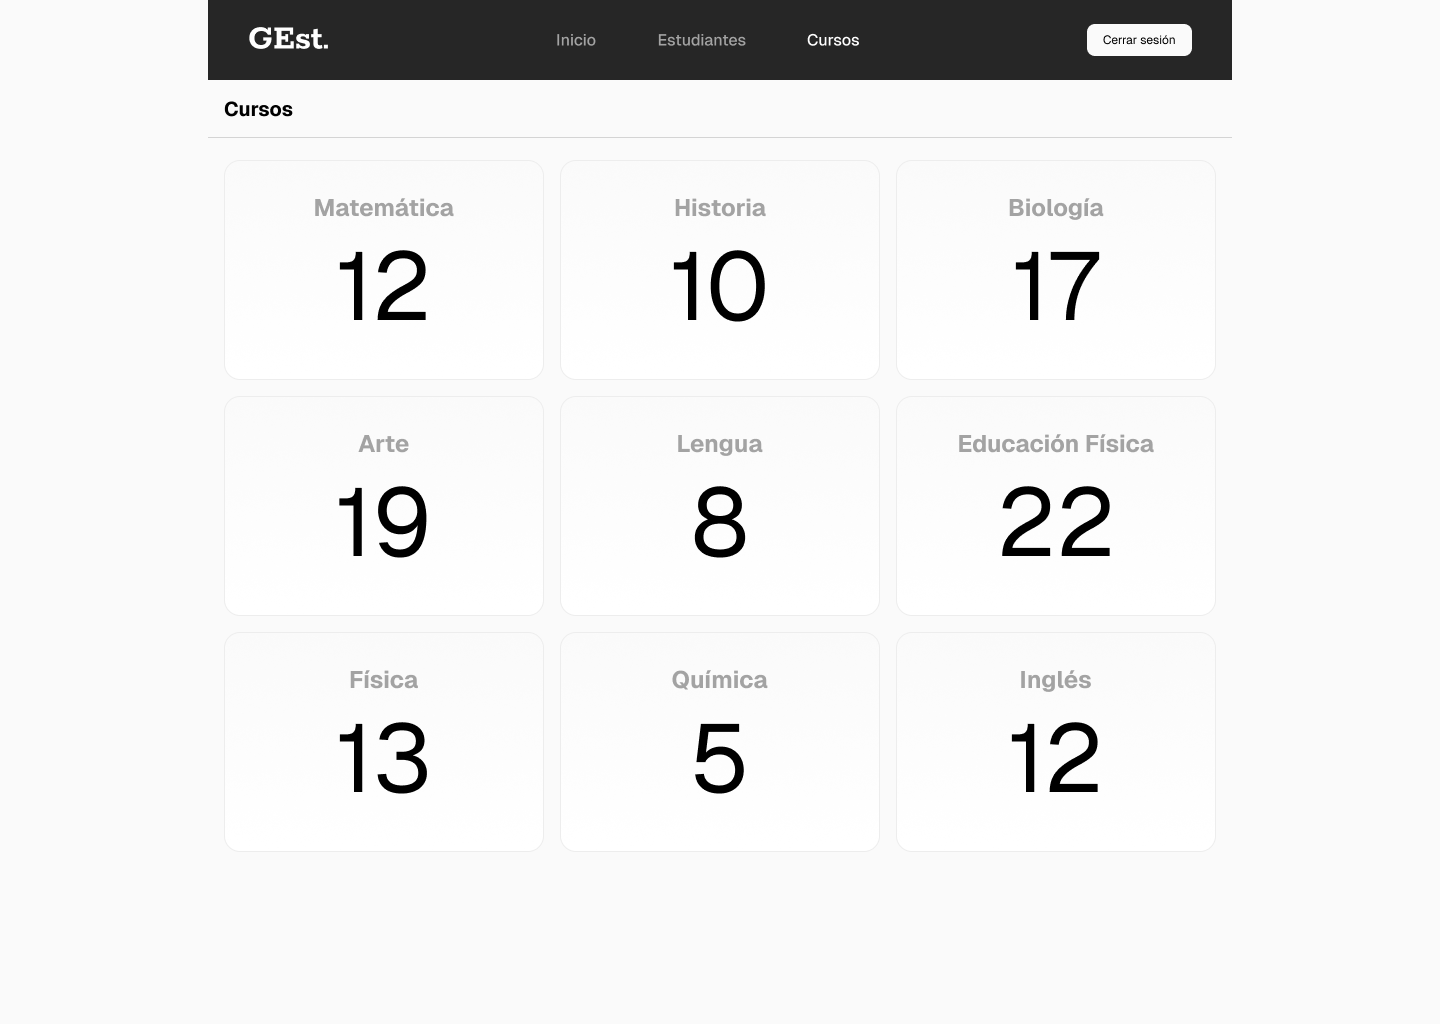 GEst.
Inicio Estudiantes Cursos
Cerrar sesión
Cursos
Matemática
12
Historia
10
Biología
17
Arte
19
Lengua
8
Educación Física
22
Física
13
Química
5
Inglés
12